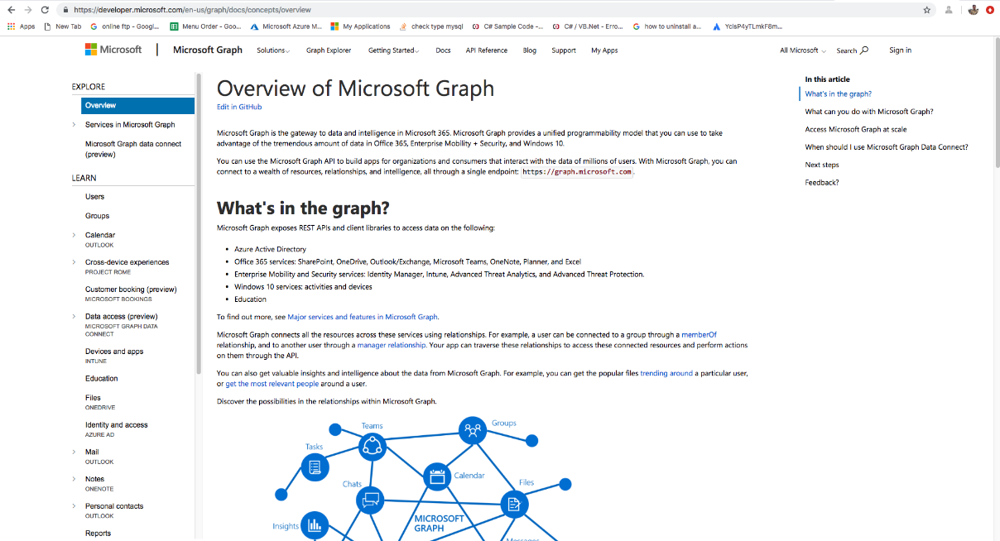 https://developer.microsoft.com/en-us/graph/docs/concepts/overview
Apps New Tab online ftp - Googl... Menu Order - Goo... Microsoft Azure M... My Applications check type mysql C# Sample Code -... C# / VB.Net - Erro... how to uninstall a... YcisP4yTLmkF8m...
Microsoft Microsoft Graph Solutions Graph Explorer Getting Started Docs API Reference Blog Support My Apps All Microsoft Search Sign in
EXPLORE
Overview
Services in Microsoft Graph
Microsoft Graph data connect
(preview)
LEARN
Users
Groups
Calendar
OUTLOOK
Cross-device experiences
PROJECT ROME
Customer booking (preview)
MICROSOFT BOOKINGS
Data access (preview)
MICROSOFT GRAPH DATA
CONNECT
Devices and apps
INTUNE
Education
Files
ONEDRIVE
Identity and access
AZURE AD
Mail
OUTLOOK
Notes
ONENOTE
Personal contacts
OUTLOOK
Reports
Overview of Microsoft Graph
Edit in GitHub
Microsoft Graph is the gateway to data and intelligence in Microsoft 365. Microsoft Graph provides a unified programmability model that you can use to take
advantage of the tremendous amount of data in Office 365, Enterprise Mobility + Security, and Windows 10.
You can use the Microsoft Graph API to build apps for organizations and consumers that interact with the data of millions of users. With Microsoft Graph, you can
connect to a wealth of resources, relationships, and intelligence, all through a single endpoint: https://graph.microsoft.com.
What's in the graph?
Microsoft Graph exposes REST APIs and client libraries to access data on the following:
• Azure Active Directory
• Office 365 services: SharePoint, OneDrive, Outlook/Exchange, Microsoft Teams, OneNote, Planner, and Excel
• Enterprise Mobility and Security services: Identity Manager, Intune, Advanced Threat Analytics, and Advanced Threat Protection.
• Windows 10 services: activities and devices
• Education
To find out more, see Major services and features in Microsoft Graph.
Microsoft Graph connects all the resources across these services using relationships. For example, a user can be connected to a group through a memberOf
relationship, and to another user through a manager relationship. Your app can traverse these relationships to access these connected resources and perform actions
on them through the API.
You can also get valuable insights and intelligence about the data from Microsoft Graph. For example, you can get the popular files trending around a particular user,
or get the most relevant people around a user.
Discover the possibilities in the relationships within Microsoft Graph.
Teams
Groups
Tasks
Calendar
Chats
Files
Insights
MICROSOFT
GRAPH
Messages
In this article
What's in the graph?
What can you do with Microsoft Graph?
Access Microsoft Graph at scale
When should I use Microsoft Graph Data Connect?
Next steps
Feedback?